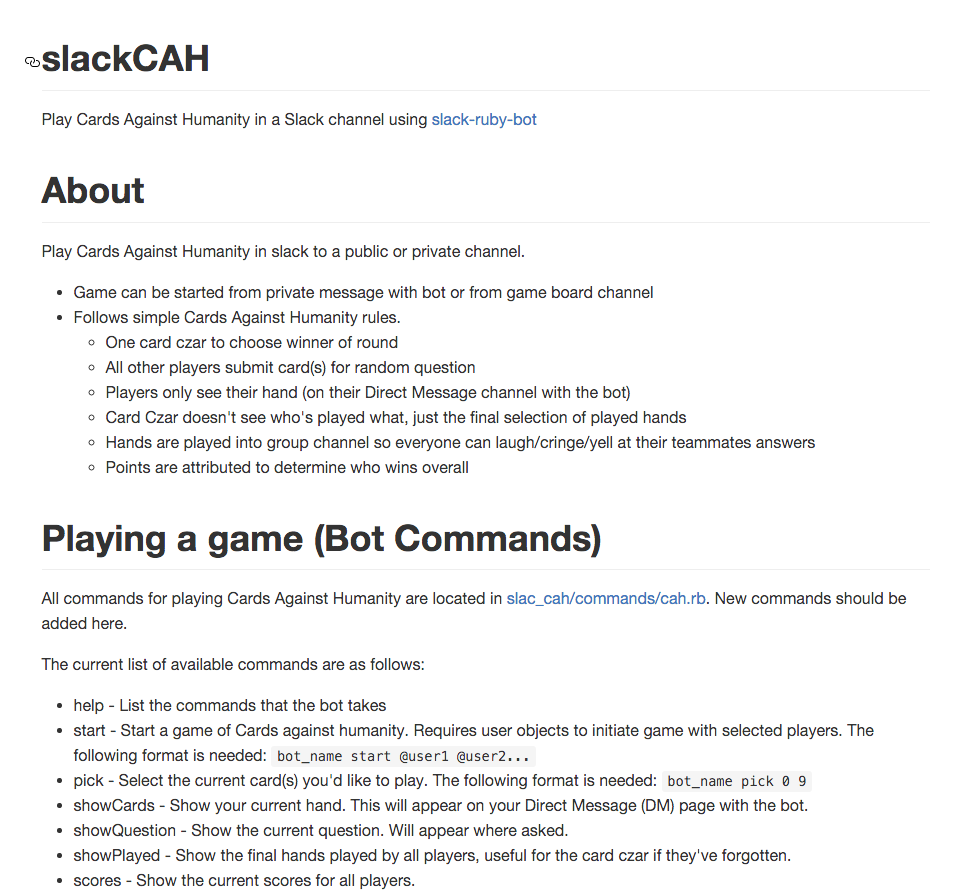 slackCAH
Play Cards Against Humanity in a Slack channel using slack-ruby-bot
About
Play Cards Against Humanity in slack to a public or private channel.
Game can be started from private message with bot or from game board channel
Follows simple Cards Against Humanity rules.
One card czar to choose winner of round
All other players submit card(s) for random question
Players only see their hand (on their Direct Message channel with the bot)
Card Czar doesn't see who's played what, just the final selection of played hands
Hands are played into group channel so everyone can laugh/cringe/yell at their teammates answers
Points are attributed to determine who wins overall
Playing a game (Bot Commands)
All commands for playing Cards Against Humanity are located in slac_cah/commands/cah.rb. New commands should be
added here.
The current list of available commands are as follows:
help - List the commands that the bot takes
start - Start a game of Cards against humanity. Requires user objects to initiate game with selected players. The
following format is needed: bot_name start @user1 @user2...
pick - Select the current card(s) you'd like to play. The following format is needed: bot_name pick 0 9
showCards - Show your current hand. This will appear on your Direct Message (DM) page with the bot.
showQuestion - Show the current question. Will appear where asked.
showPlayed - Show the final hands played by all players, useful for the card czar if they've forgotten.
scores - Show the current scores for all players.